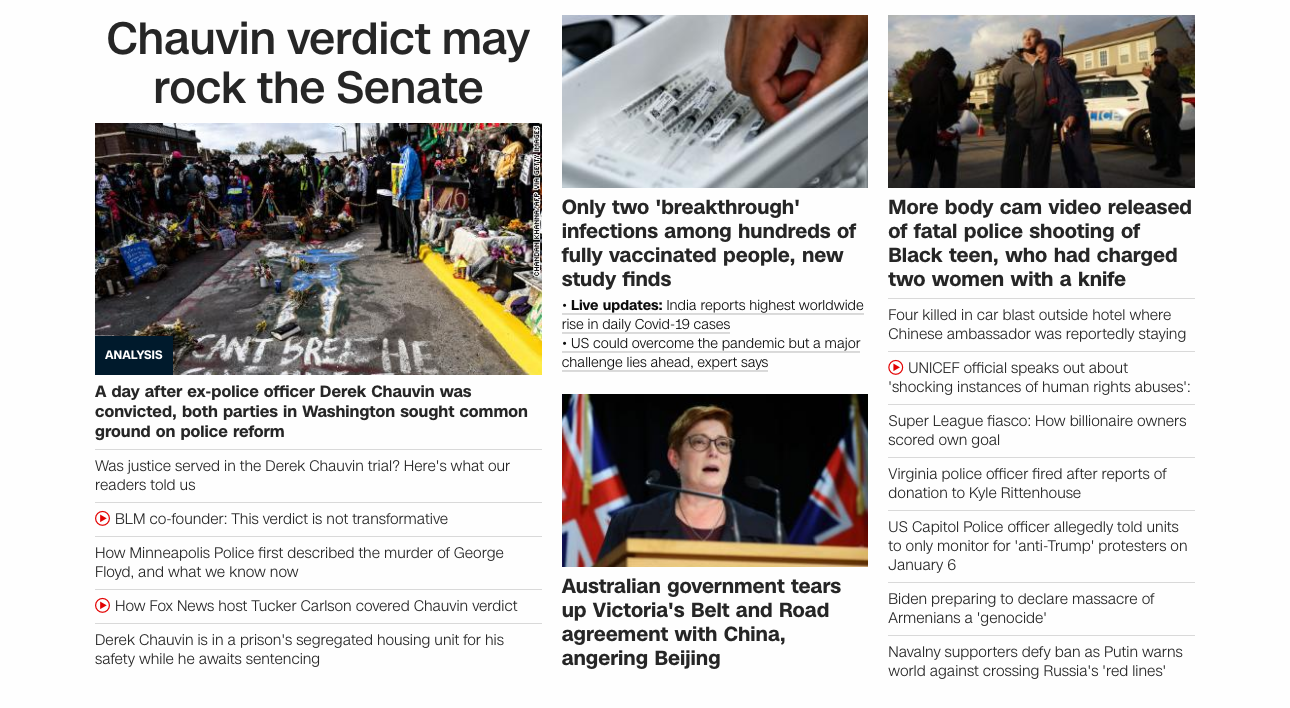 Chauvin verdict may
rock the Senate
CHANDAN KHANNA/AFP VIA GETTY IMAGES
CANT BREATHE
ANALYSIS
A day after ex-police officer Derek Chauvin was
convicted, both parties in Washington sought common
ground on police reform
Was justice served in the Derek Chauvin trial? Here's what our
readers told us
BLM co-founder: This verdict is not transformative
How Minneapolis Police first described the murder of George
Floyd, and what we know now
How Fox News host Tucker Carlson covered Chauvin verdict
Derek Chauvin is in a prison's segregated housing unit for his
safety while he awaits sentencing
Only two 'breakthrough'
infections among hundreds of
fully vaccinated people, new
study finds
• Live updates: India reports highest worldwide
rise in daily Covid-19 cases
• US could overcome the pandemic but a major
challenge lies ahead, expert says
Australian government tears
up Victoria's Belt and Road
agreement with China,
angering Beijing
More body cam video released
of fatal police shooting of
Black teen, who had charged
two women with a knife
Four killed in car blast outside hotel where
Chinese ambassador was reportedly staying
UNICEF official speaks out about
'shocking instances of human rights abuses':
Super League fiasco: How billionaire owners
scored own goal
Virginia police officer fired after reports of
donation to Kyle Rittenhouse
US Capitol Police officer allegedly told units
to only monitor for 'anti-Trump' protesters on
January 6
Biden preparing to declare massacre of
Armenians a 'genocide'
Navalny supporters defy ban as Putin warns
world against crossing Russia's 'red lines'